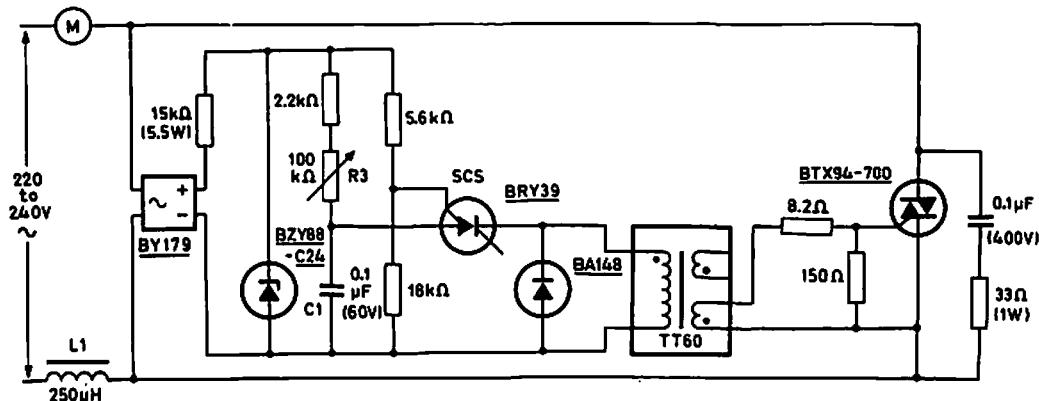 M
220
to
240V
~
15kΩ
(5.5W)
~
+
−
BY179
L1
250μH
2.2kΩ
100
kΩ
R3
BZY88
-C24
0.1
μF
(60V)
C1
5.6kΩ
18kΩ
SCS
BRY39
BA148
TT60
8.2Ω
150Ω
BTX94-700
0.1μF
(400V)
33Ω
(1W)